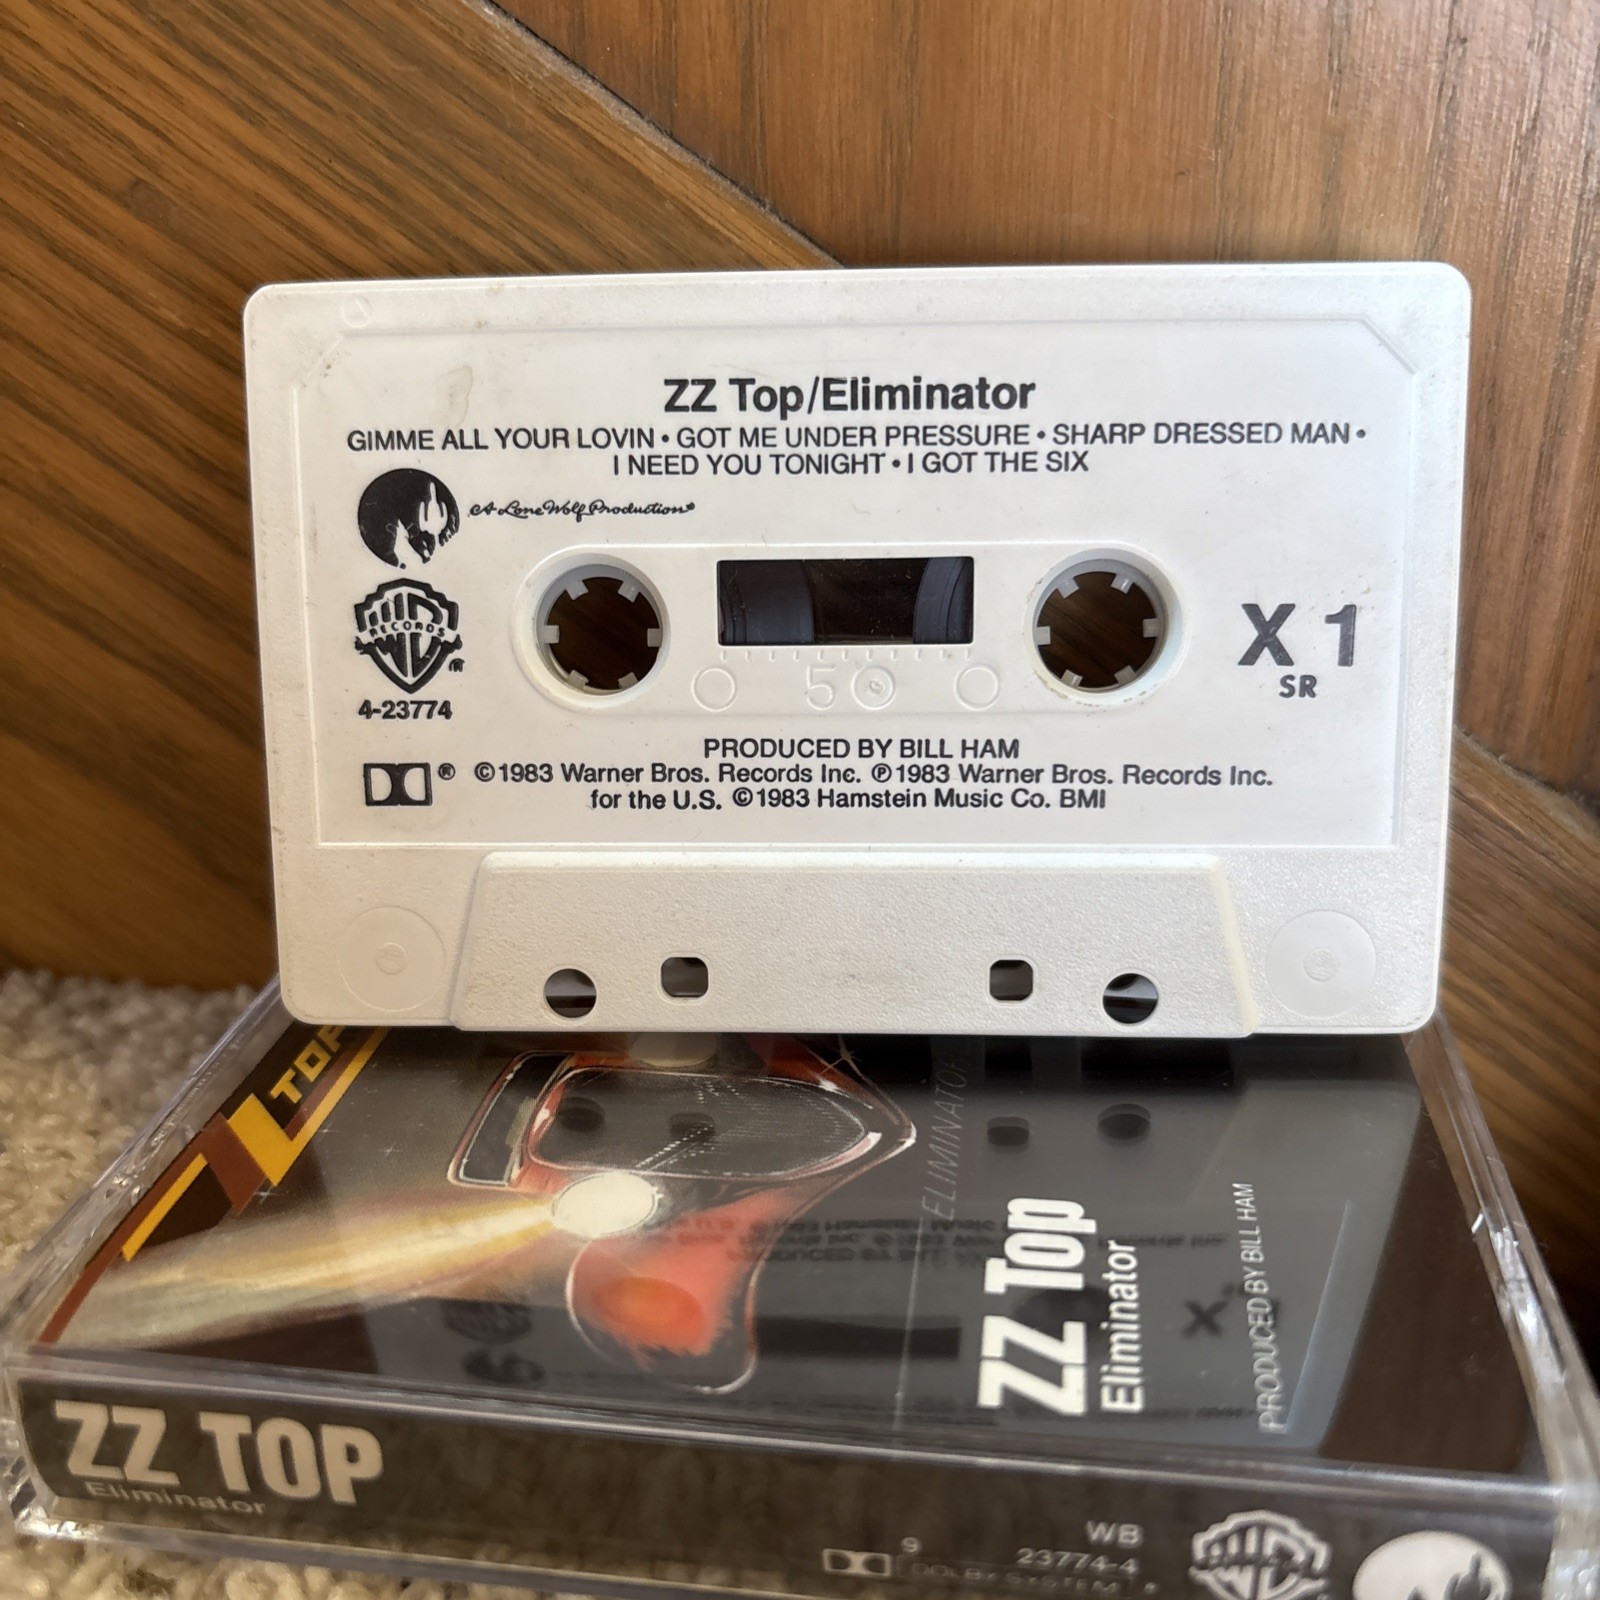 ZZ Top/Eliminator
GIMME ALL YOUR LOVIN • GOT ME UNDER PRESSURE • SHARP DRESSED MAN •
I NEED YOU TONIGHT • I GOT THE SIX
A Lone Wolf Production®
RECORDS
®
4-23774
50
X 1
SR
PRODUCED BY BILL HAM
® ©1983 Warner Bros. Records Inc. ℗1983 Warner Bros. Records Inc.
for the U.S. ©1983 Hamstein Music Co. BMI
TOP
ELIMINATOR
ZZ Top
Eliminator
PRODUCED BY BILL HAM
ZZ TOP
Eliminator
WB
9 23774-4
DOLBY SYSTEM